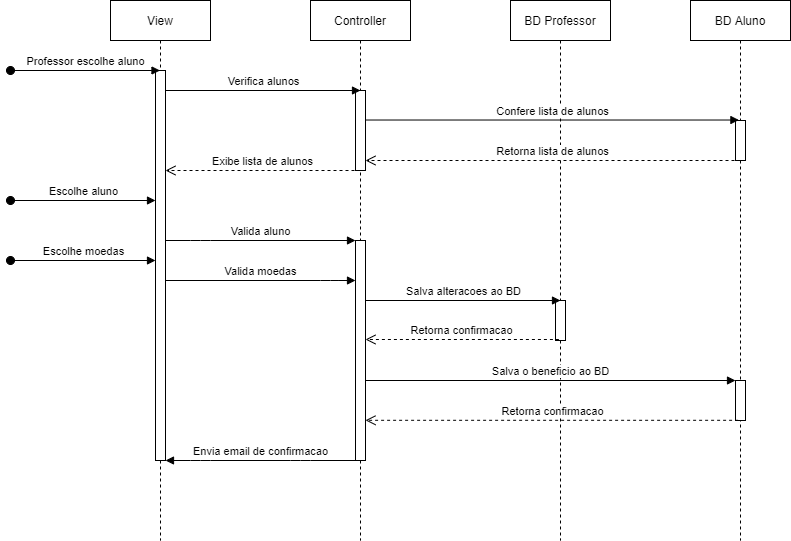 View
Controller
BD Professor
BD Aluno
Professor escolhe aluno
Verifica alunos
Confere lista de alunos
Retorna lista de alunos
Exibe lista de alunos
Escolhe aluno
Valida aluno
Escolhe moedas
Valida moedas
Salva alteracoes ao BD
Retorna confirmacao
Salva o beneficio ao BD
Retorna confirmacao
Envia email de confirmacao